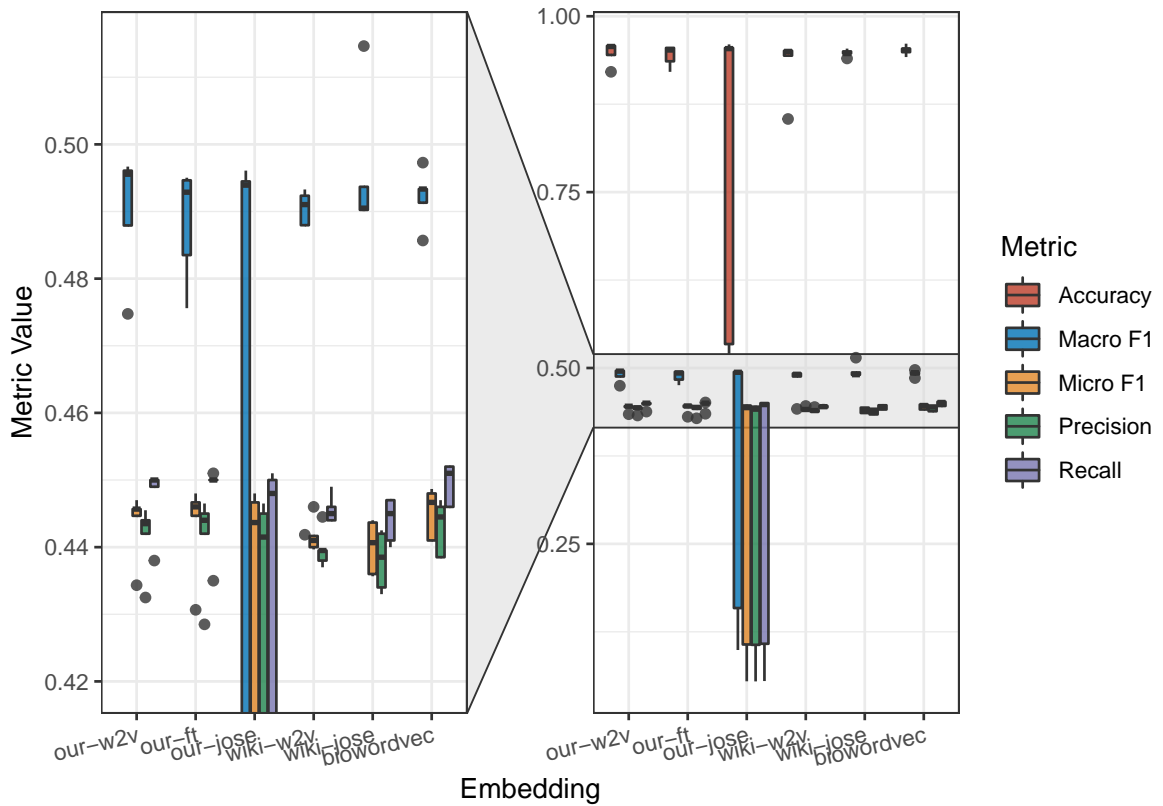 Metric Value
0.50
0.48
0.46
0.44
0.42
our−w2v
our−ft
our−jose
wiki−w2v
wiki−jose
biowordvec
1.00
0.75
0.50
0.25
our−w2v
our−ft
our−jose
wiki−w2v
wiki−jose
biowordvec
Embedding
Metric
Accuracy
Macro F1
Micro F1
Precision
Recall